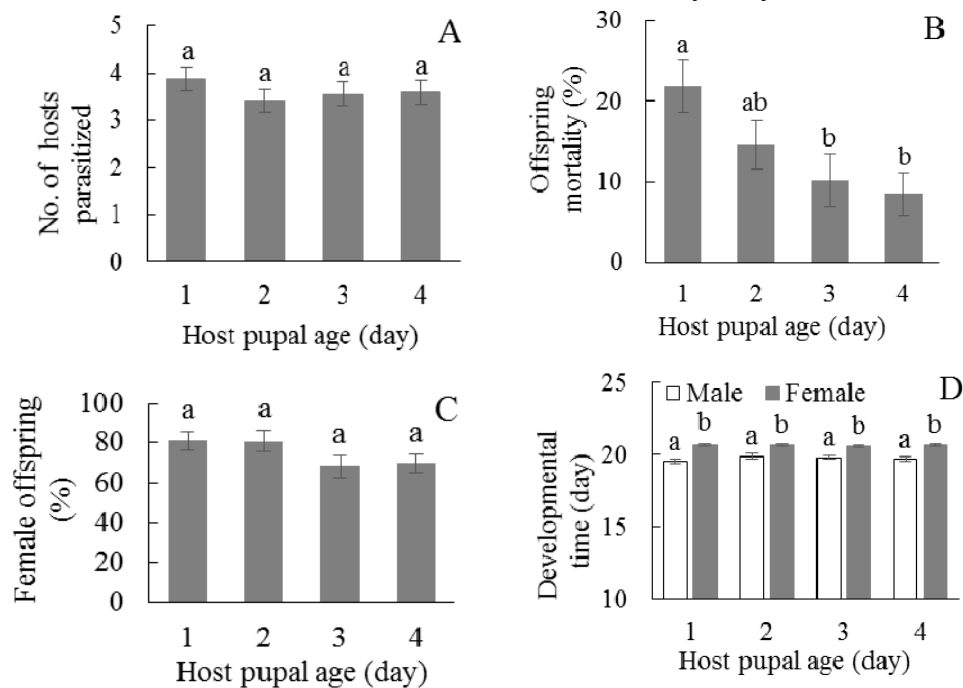 A
No. of hosts
parasitized
5
4
3
2
1
0
a
a
a
a
1 2 3 4
Host pupal age (day)
B
Offspring
mortality (%)
30
20
10
0
a
ab
b
b
1 2 3 4
Host pupal age (day)
C
Female offspring
(%)
100
80
60
40
20
0
a
a
a
a
1 2 3 4
Host pupal age (day)
D
Male Female
Developmental
time (day)
25
20
15
10
a b
a b
a b
a b
1 2 3 4
Host pupal age (day)